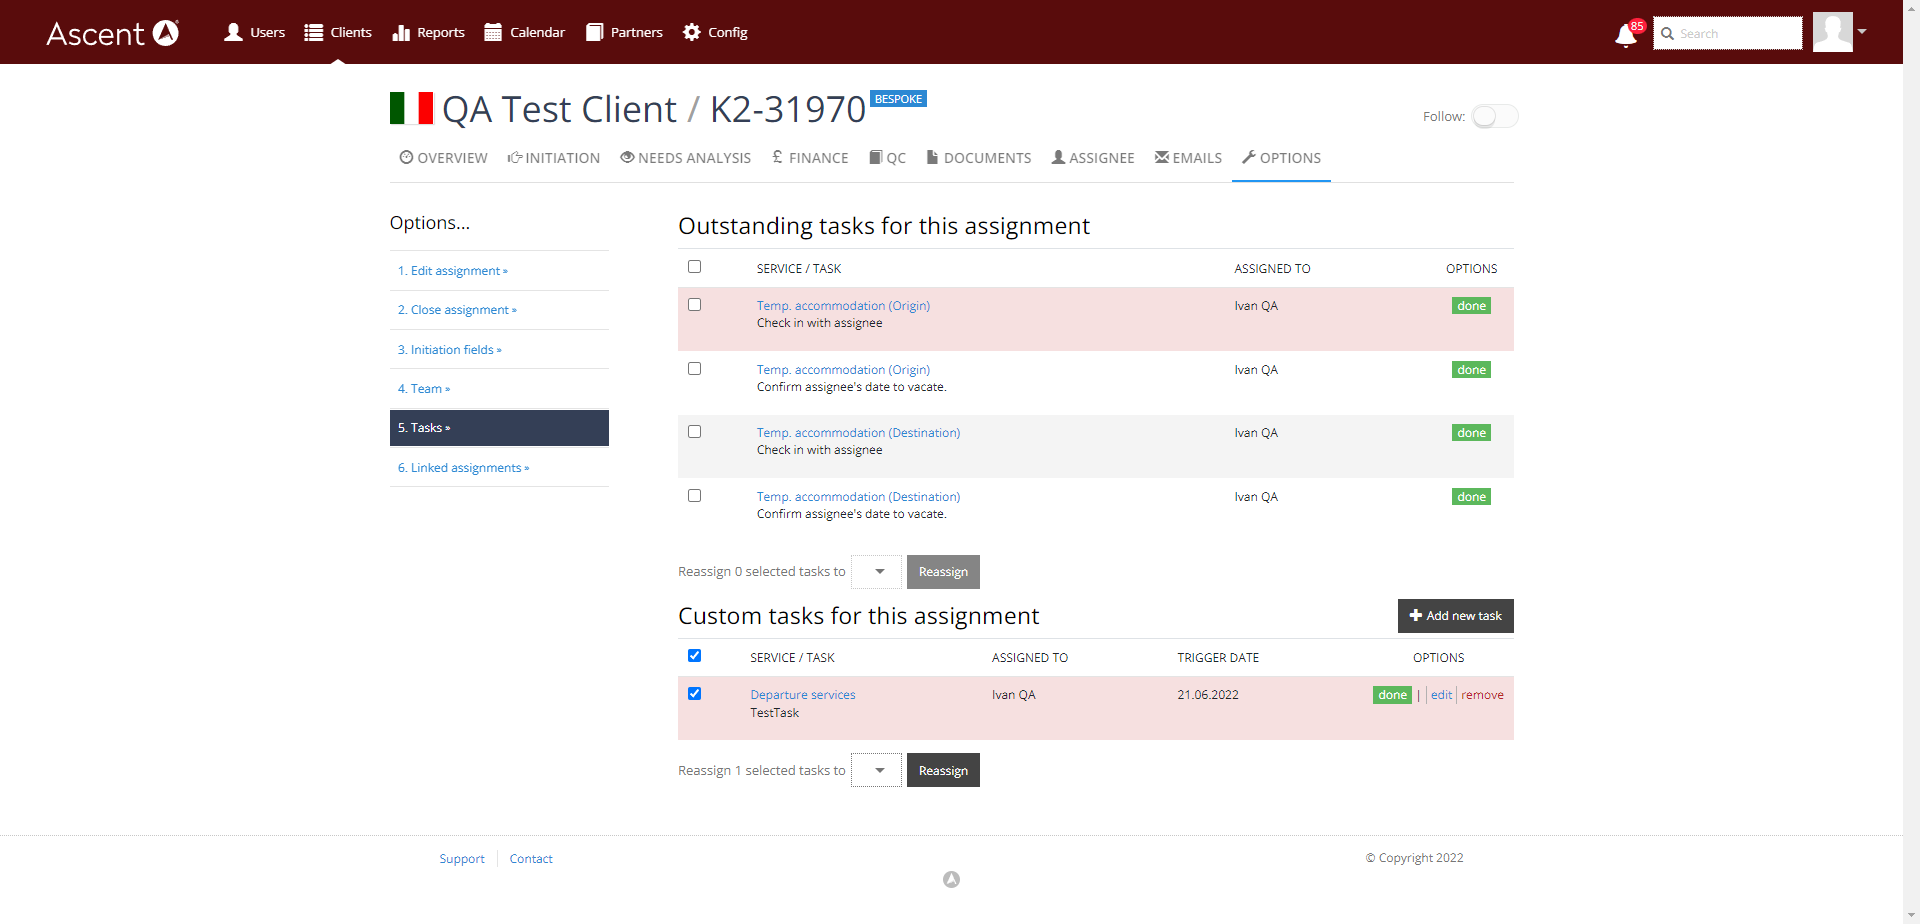 Ascent
Users
Clients
Reports
Calendar
Partners
Config
85
Search
QA Test Client / K2-31970
BESPOKE
Follow:
OVERVIEW
INITIATION
NEEDS ANALYSIS
£ FINANCE
QC
DOCUMENTS
ASSIGNEE
EMAILS
OPTIONS
Options...
1. Edit assignment »
2. Close assignment »
3. Initiation fields »
4. Team »
5. Tasks »
6. Linked assignments »
Outstanding tasks for this assignment
SERVICE / TASK ASSIGNED TO OPTIONS
Temp. accommodation (Origin) Ivan QA done
Check in with assignee
Temp. accommodation (Origin) Ivan QA done
Confirm assignee's date to vacate.
Temp. accommodation (Destination) Ivan QA done
Check in with assignee
Temp. accommodation (Destination) Ivan QA done
Confirm assignee's date to vacate.
Reassign 0 selected tasks to Reassign
Custom tasks for this assignment
Add new task
SERVICE / TASK ASSIGNED TO TRIGGER DATE OPTIONS
Departure services Ivan QA 21.06.2022 done | edit remove
TestTask
Reassign 1 selected tasks to Reassign
Support Contact
© Copyright 2022